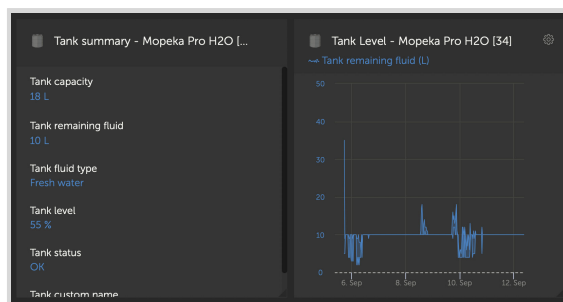 Tank summary - Mopeka Pro H2O [...
Tank capacity
18 L
Tank remaining fluid
10 L
Tank fluid type
Fresh water
Tank level
55 %
Tank status
OK
Tank custom name
Tank Level - Mopeka Pro H2O [34]
Tank remaining fluid (L)
50
40
30
20
10
0
6. Sep
8. Sep
10. Sep
12. Sep